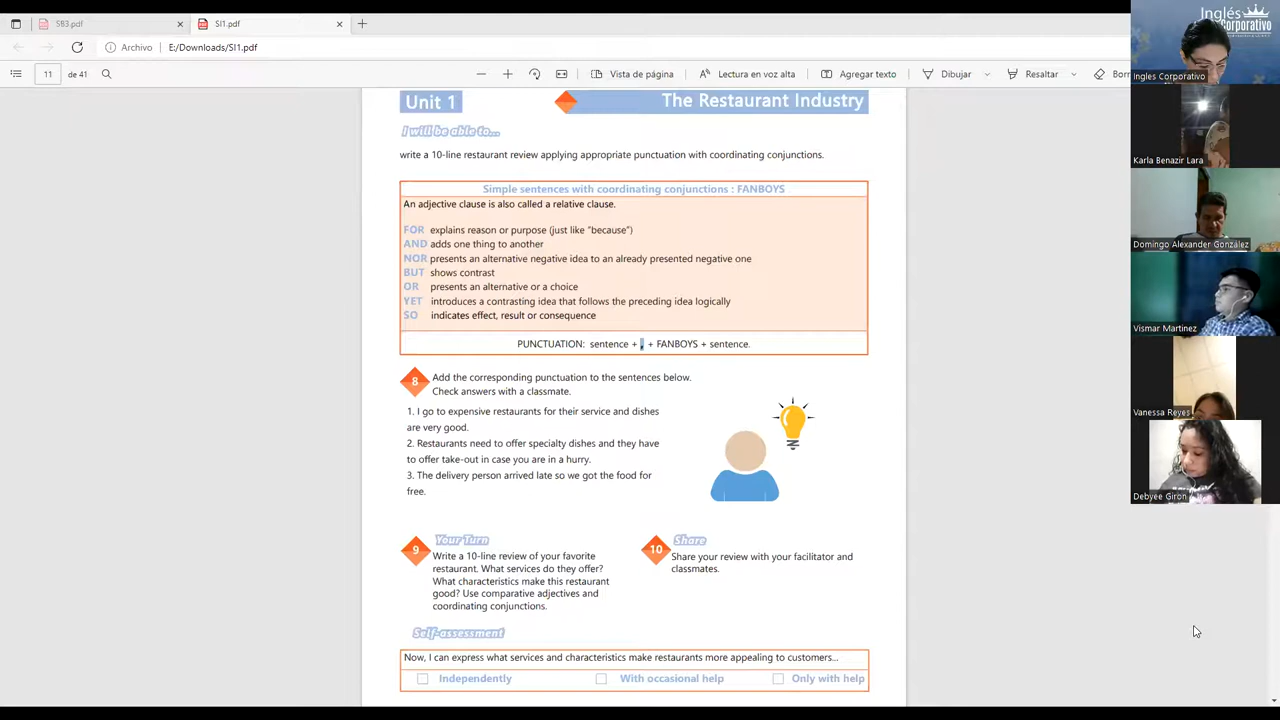 SB3.pdf
SI1.pdf
Archivo
E:/Downloads/SI1.pdf
11
de 41
Vista de página
Lectura en voz alta
Agregar texto
Dibujar
Resaltar
Borr
Unit 1
The Restaurant Industry
I will be able to...
write a 10-line restaurant review applying appropriate punctuation with coordinating conjunctions.
Simple sentences with coordinating conjunctions : FANBOYS
An adjective clause is also called a relative clause.
FOR explains reason or purpose (just like "because")
AND adds one thing to another
NOR presents an alternative negative idea to an already presented negative one
BUT shows contrast
OR presents an alternative or a choice
YET introduces a contrasting idea that follows the preceding idea logically
SO indicates effect, result or consequence
PUNCTUATION: sentence + , + FANBOYS + sentence.
8
Add the corresponding punctuation to the sentences below.
Check answers with a classmate.
1. I go to expensive restaurants for their service and dishes
are very good.
2. Restaurants need to offer specialty dishes and they have
to offer take-out in case you are in a hurry.
3. The delivery person arrived late so we got the food for
free.
9
Your Turn
Write a 10-line review of your favorite
restaurant. What services do they offer?
What characteristics make this restaurant
good? Use comparative adjectives and
coordinating conjunctions.
10
Share
Share your review with your facilitator and
classmates.
Self-assessment
Now, I can express what services and characteristics make restaurants more appealing to customers...
Independently
With occasional help
Only with help
Inglés
Corporativo
Ingles Corporativo
Karla Benazir Lara
Domingo Alexander González
Vismar Martinez
Vanessa Reyes
Debyee Giron